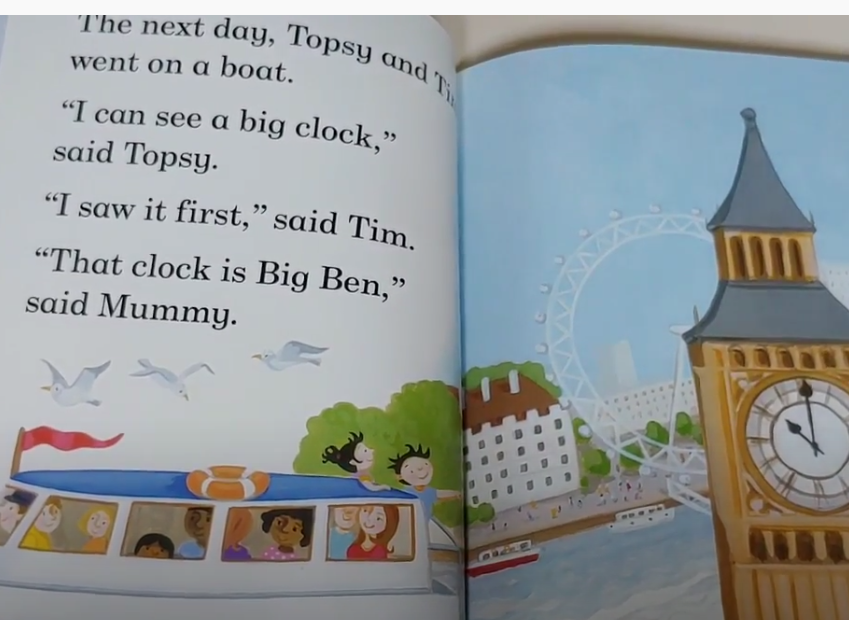 The next day, Topsy and
went on a boat.
“I can see a big clock,”
said Topsy.
“I saw it first,” said Tim.
“That clock is Big Ben,”
said Mummy.